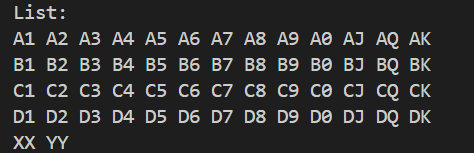 List:
A1 A2 A3 A4 A5 A6 A7 A8 A9 A0 AJ AQ AK
B1 B2 B3 B4 B5 B6 B7 B8 B9 B0 BJ BQ BK
C1 C2 C3 C4 C5 C6 C7 C8 C9 C0 CJ CQ CK
D1 D2 D3 D4 D5 D6 D7 D8 D9 D0 DJ DQ DK
XX YY